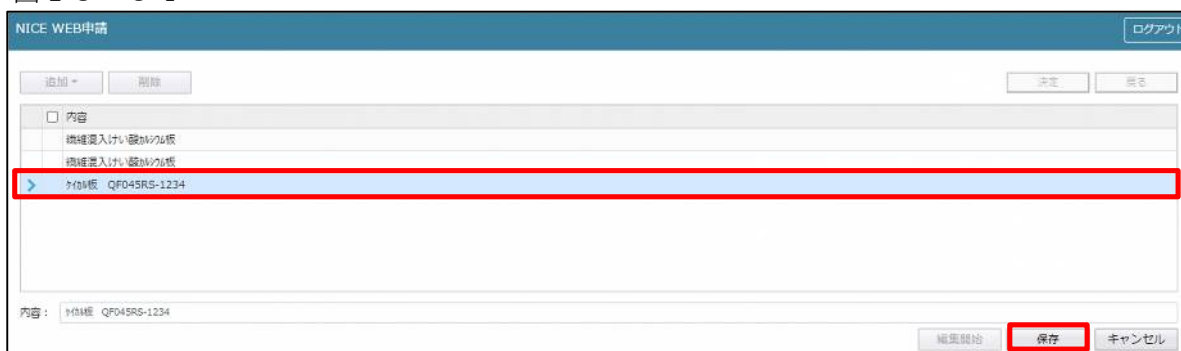 NICE WEB申請
ログアウト
追加
削除
決定
戻る
内容
繊維混入けい酸ｶﾙｼｳﾑ板
繊維混入けい酸ｶﾙｼｳﾑ板
ｹｲｶﾙ板 QF045RS-1234
内容： ｹｲｶﾙ板 QF045RS-1234
編集開始
保存
キャンセル